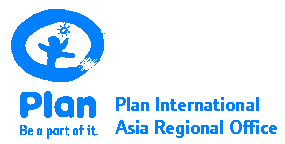 Plan
Be a part of it.
Plan International
Asia Regional Office